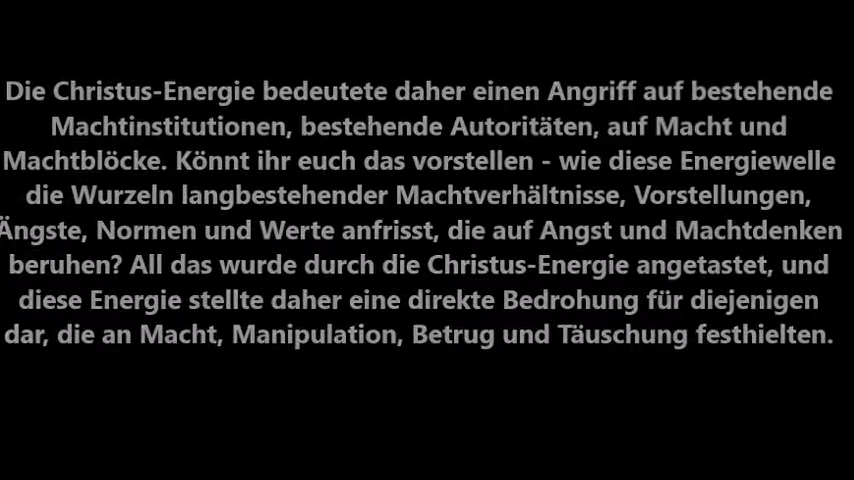 Die Christus-Energie bedeutete daher einen Angriff auf bestehende
Machtinstitutionen, bestehende Autoritäten, auf Macht und
Machtblöcke. Könnt ihr euch das vorstellen - wie diese Energiewelle
die Wurzeln langbestehender Machtverhältnisse, Vorstellungen,
Ängste, Normen und Werte anfrisst, die auf Angst und Machtdenken
beruhen? All das wurde durch die Christus-Energie angetastet, und
diese Energie stellte daher eine direkte Bedrohung für diejenigen
dar, die an Macht, Manipulation, Betrug und Täuschung festhielten.